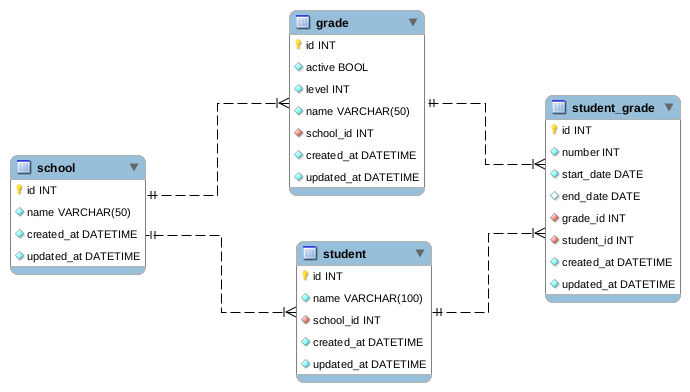 grade
id INT
active BOOL
level INT
name VARCHAR(50)
school_id INT
created_at DATETIME
updated_at DATETIME
student_grade
id INT
number INT
start_date DATE
end_date DATE
grade_id INT
student_id INT
created_at DATETIME
updated_at DATETIME
school
id INT
name VARCHAR(50)
created_at DATETIME
updated_at DATETIME
student
id INT
name VARCHAR(100)
school_id INT
created_at DATETIME
updated_at DATETIME